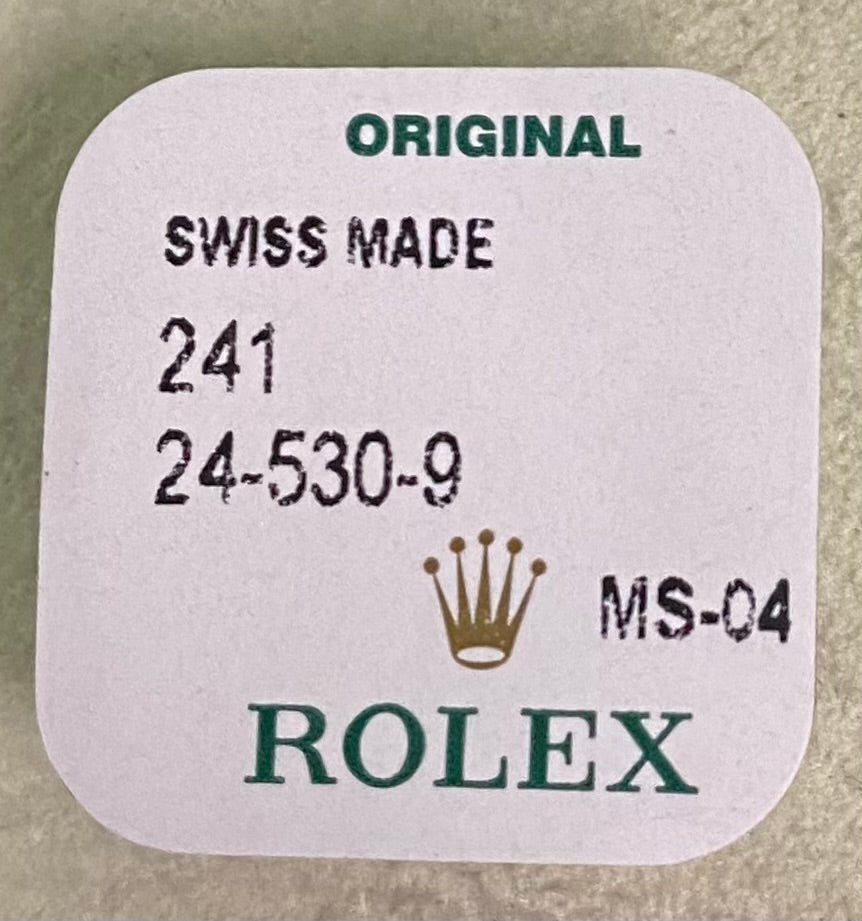 ORIGINAL
SWISS MADE
241
24-530-9
MS-04
ROLEX